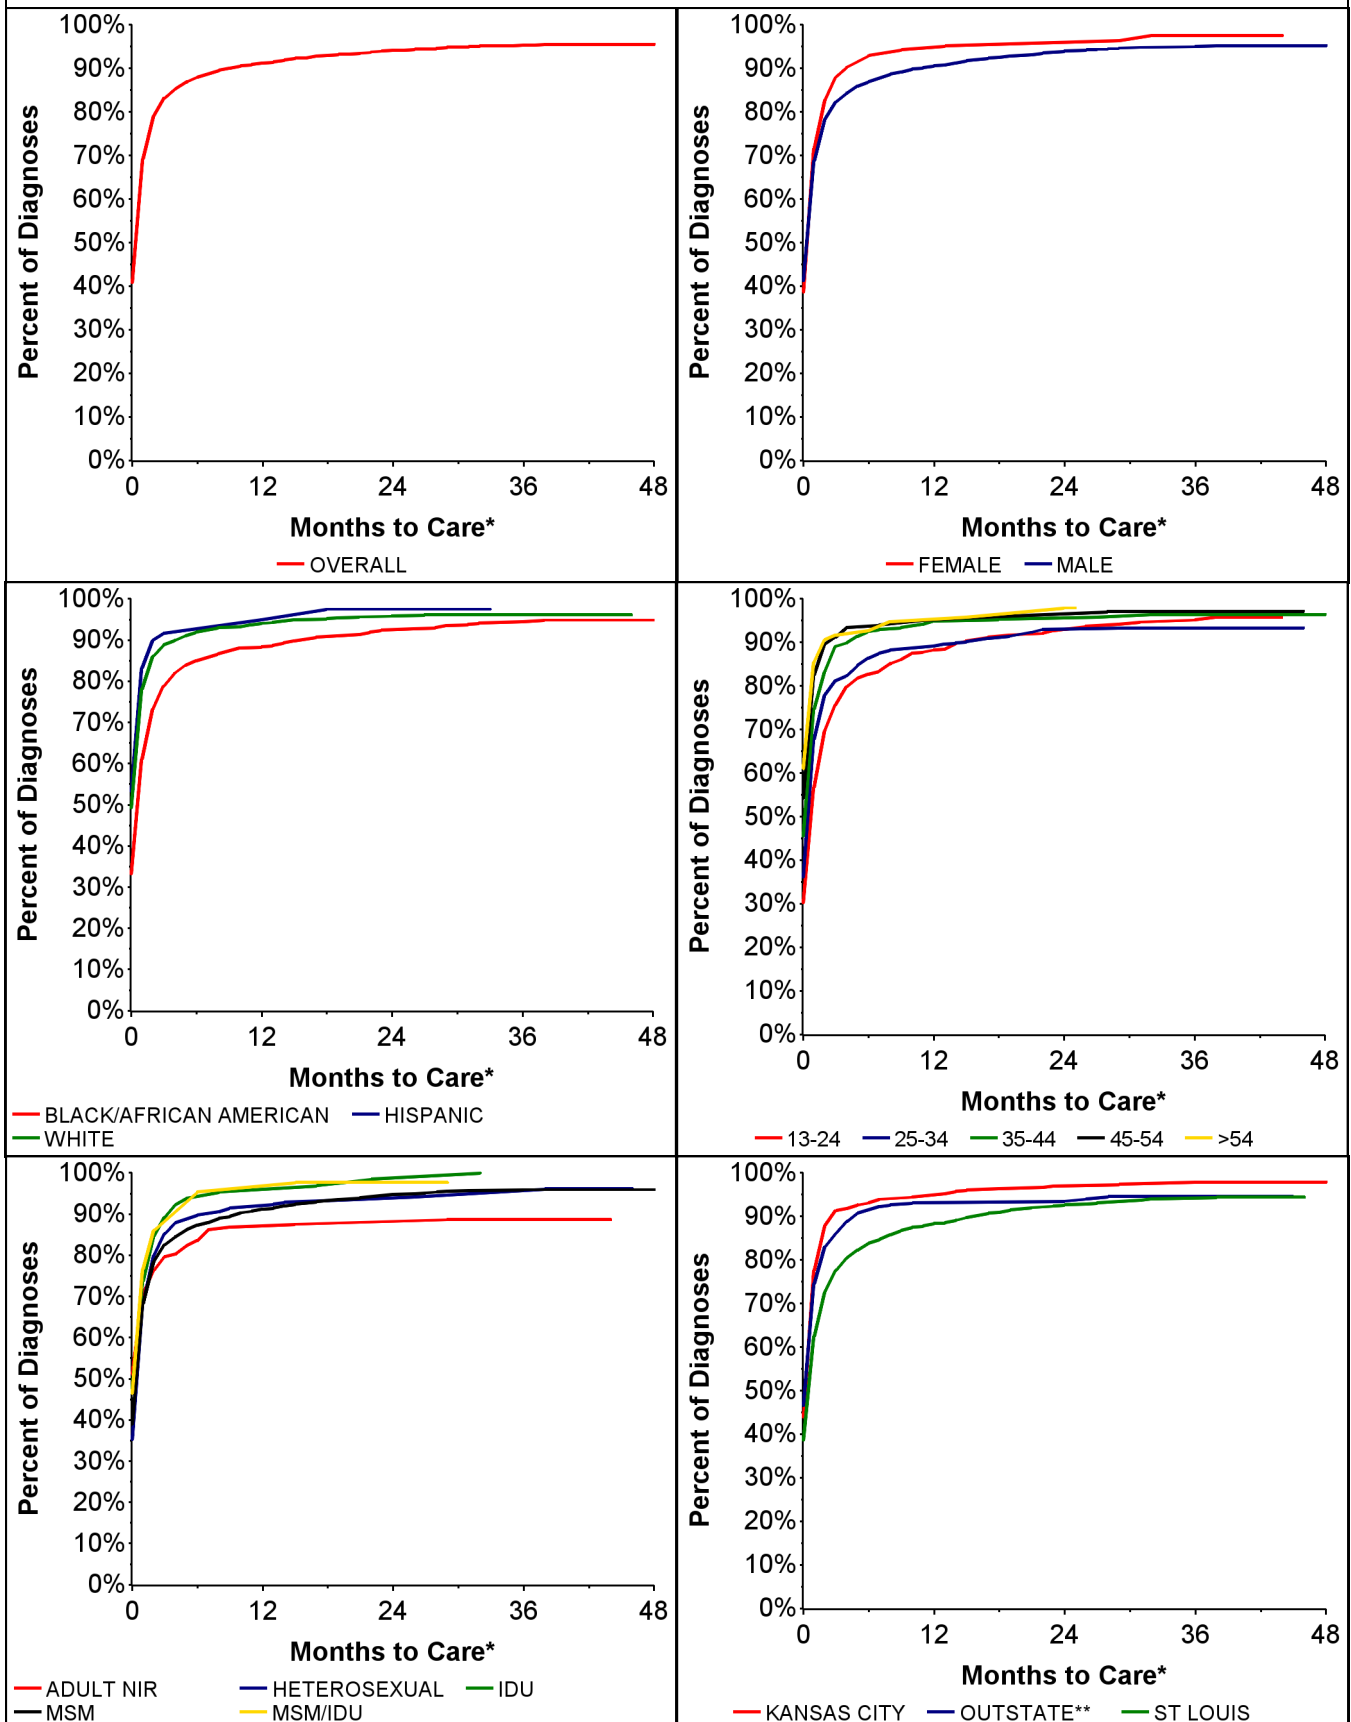 100%
90%
80%
70%
60%
50%
40%
30%
20%
10%
0%
Percent of Diagnoses
0 12 24 36 48
Months to Care*
OVERALL
100%
90%
80%
70%
60%
50%
40%
30%
20%
10%
0%
Percent of Diagnoses
0 12 24 36 48
Months to Care*
FEMALE MALE
100%
90%
80%
70%
60%
50%
40%
30%
20%
10%
0%
Percent of Diagnoses
0 12 24 36 48
Months to Care*
BLACK/AFRICAN AMERICAN HISPANIC
WHITE
100%
90%
80%
70%
60%
50%
40%
30%
20%
10%
0%
Percent of Diagnoses
0 12 24 36 48
Months to Care*
13-24 25-34 35-44 45-54 >54
100%
90%
80%
70%
60%
50%
40%
30%
20%
10%
0%
Percent of Diagnoses
0 12 24 36 48
Months to Care*
ADULT NIR HETEROSEXUAL IDU
MSM MSM/IDU
100%
90%
80%
70%
60%
50%
40%
30%
20%
10%
0%
Percent of Diagnoses
0 12 24 36 48
Months to Care*
KANSAS CITY OUTSTATE** ST LOUIS